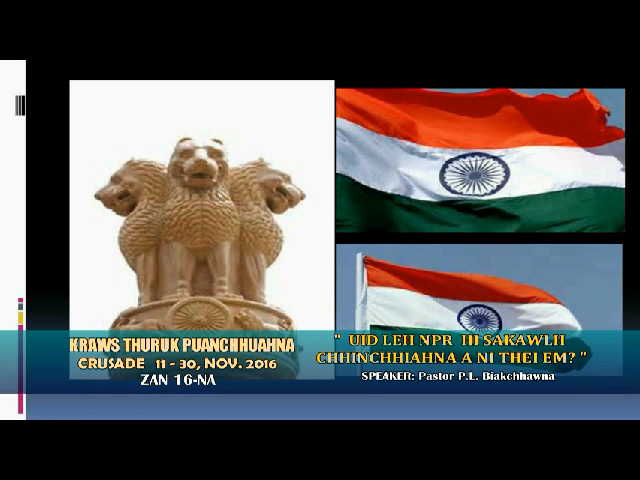 KRAWS THURUK PUANCHHUAHNA
CRUSADE 11 - 30, NOV. 2016
ZAN 16-NA
" UID LEH NPR HI SAKAWLH
CHHINCHHIAHNA A NI THEI EM? "
SPEAKER: Pastor P.L. Biakchhawna